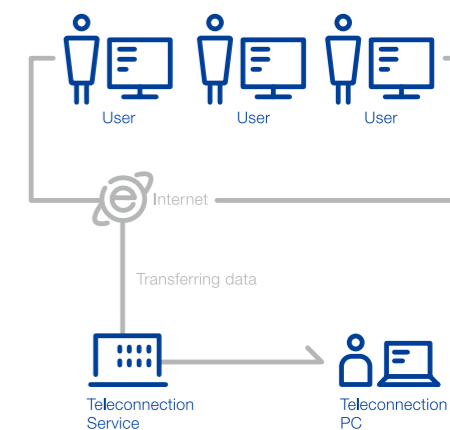 User
User
User
Internet
Transferring data
Teleconnection
Service
Teleconnection
PC